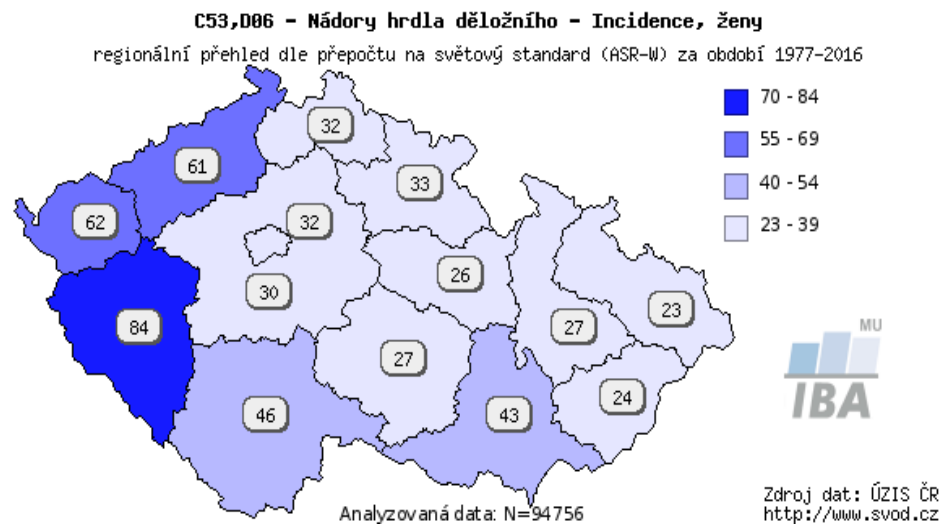 C53,D06 - Nádory hrdla děložního - Incidence, ženy
regionální přehled dle přepočtu na světový standard (ASR-W) za období 1977-2016
70 - 84
55 - 69
40 - 54
23 - 39
32
61
33
62
32
26
30
23
84
27
27
24
46
43
MU
IBA
Analyzovaná data: N=94756
Zdroj dat: ÚZIS ČR
http://www.svod.cz